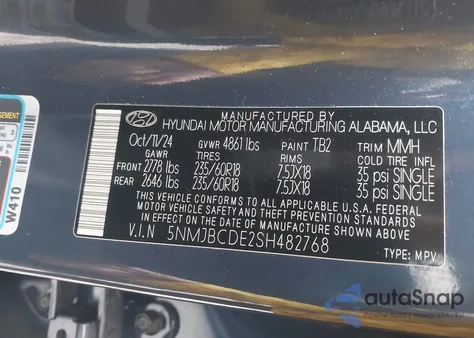 MANUFACTURED BY
HYUNDAI MOTOR MANUFACTURING ALABAMA, LLC
Oct/11/24 GVWR 4861 lbs PAINT TB2 TRIM MMH
GAWR TIRES RIMS COLD TIRE INFL
FRONT 2778 lbs 235/60R18 7.5JX18 35 psi SINGLE
REAR 2646 lbs 235/60R18 7.5JX18 35 psi SINGLE
THIS VEHICLE CONFORMS TO ALL APPLICABLE FEDERAL MOTOR
VEHICLE SAFETY AND THEFT PREVENTION STANDARDS IN EFFECT
ON THE DATE OF MANUFACTURE SHOWN ABOVE.
V.I.N 5NMJBCDE2SH482768
TYPE: MPV
W410
autoSnap